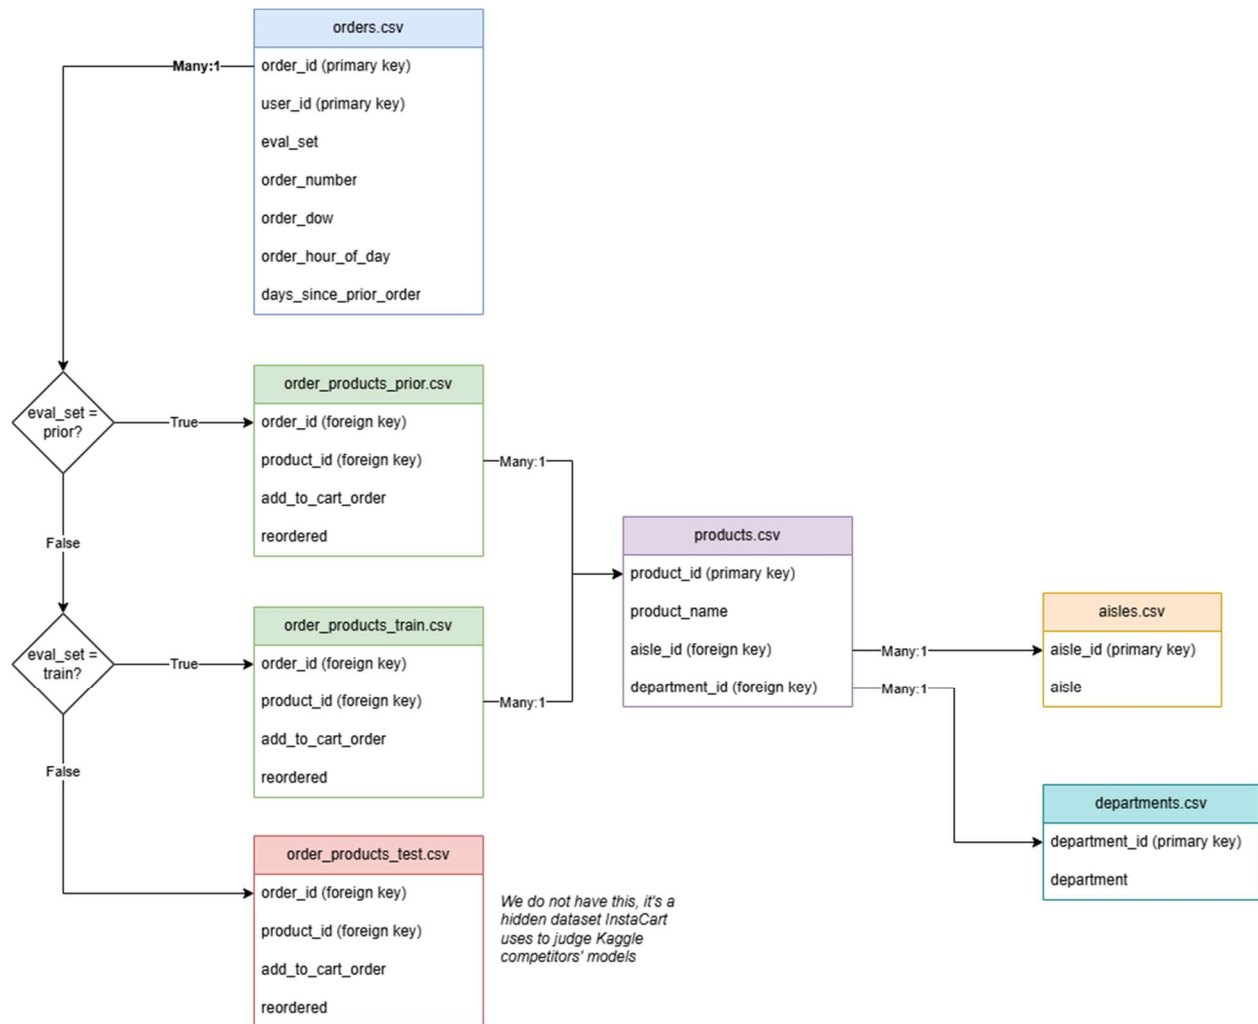 orders.csv
Many:1
order_id (primary key)
user_id (primary key)
eval_set
order_number
order_dow
order_hour_of_day
days_since_prior_order
eval_set =
prior?
True
order_products_prior.csv
order_id (foreign key)
product_id (foreign key)
add_to_cart_order
reordered
Many:1
False
eval_set =
train?
True
order_products_train.csv
order_id (foreign key)
product_id (foreign key)
add_to_cart_order
reordered
Many:1
False
order_products_test.csv
order_id (foreign key)
product_id (foreign key)
add_to_cart_order
reordered
We do not have this, it's a
hidden dataset InstaCart
uses to judge Kaggle
competitors' models
products.csv
product_id (primary key)
product_name
aisle_id (foreign key)
department_id (foreign key)
Many:1
Many:1
aisles.csv
aisle_id (primary key)
aisle
departments.csv
department_id (primary key)
department